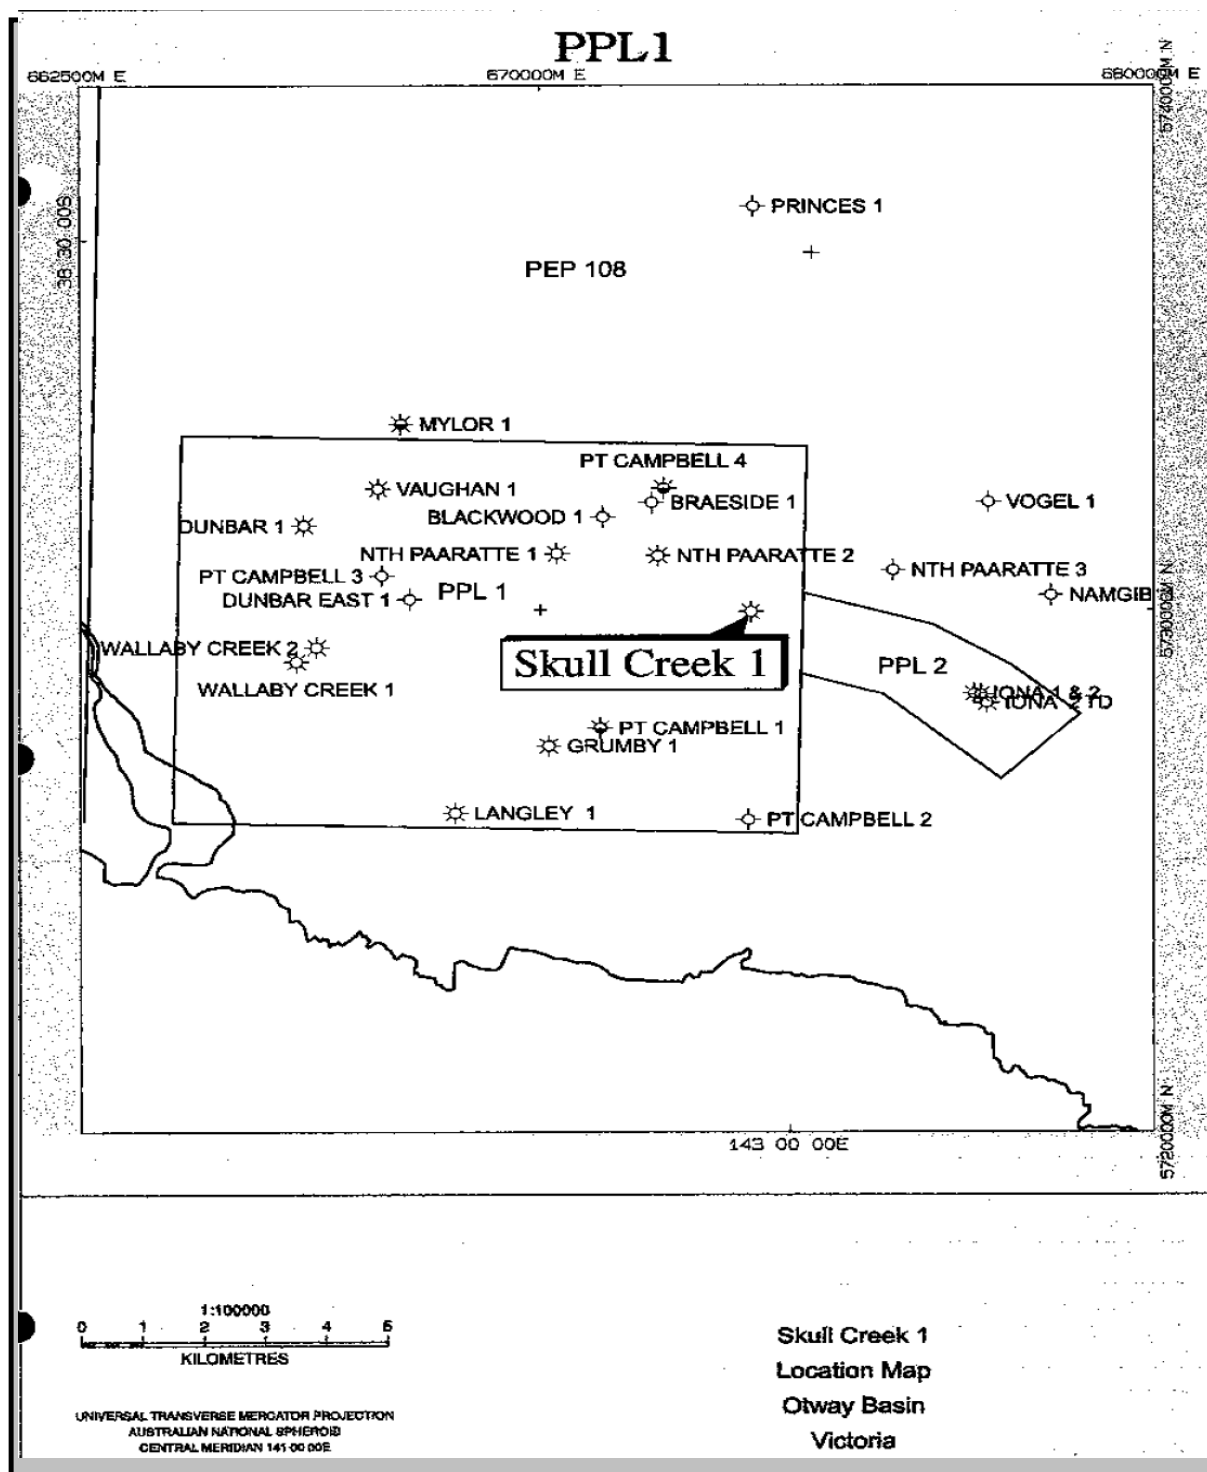 PPL1
662500M E
670000M E
680000M E
5740000M N
38 30 00S
PRINCES 1
PEP 108
MYLOR 1
PT CAMPBELL 4
VAUGHAN 1
BRAESIDE 1
VOGEL 1
DUNBAR 1
BLACKWOOD 1
NTH PAARATTE 1
NTH PAARATTE 2
NTH PAARATTE 3
PT CAMPBELL 3
PPL 1
DUNBAR EAST 1
NAMGIB
5730000M N
WALLABY CREEK 2
Skull Creek 1
PPL 2
WALLABY CREEK 1
IONA 1 & 2
IONA 2 TD
PT CAMPBELL 1
GRUMBY 1
LANGLEY 1
PT CAMPBELL 2
5720000M N
143 00 00E
1:100000
0 1 2 3 4 5
KILOMETRES
UNIVERSAL TRANSVERSE MERCATOR PROJECTION
AUSTRALIAN NATIONAL SPHEROID
CENTRAL MERIDIAN 141 00 00E
Skull Creek 1
Location Map
Otway Basin
Victoria